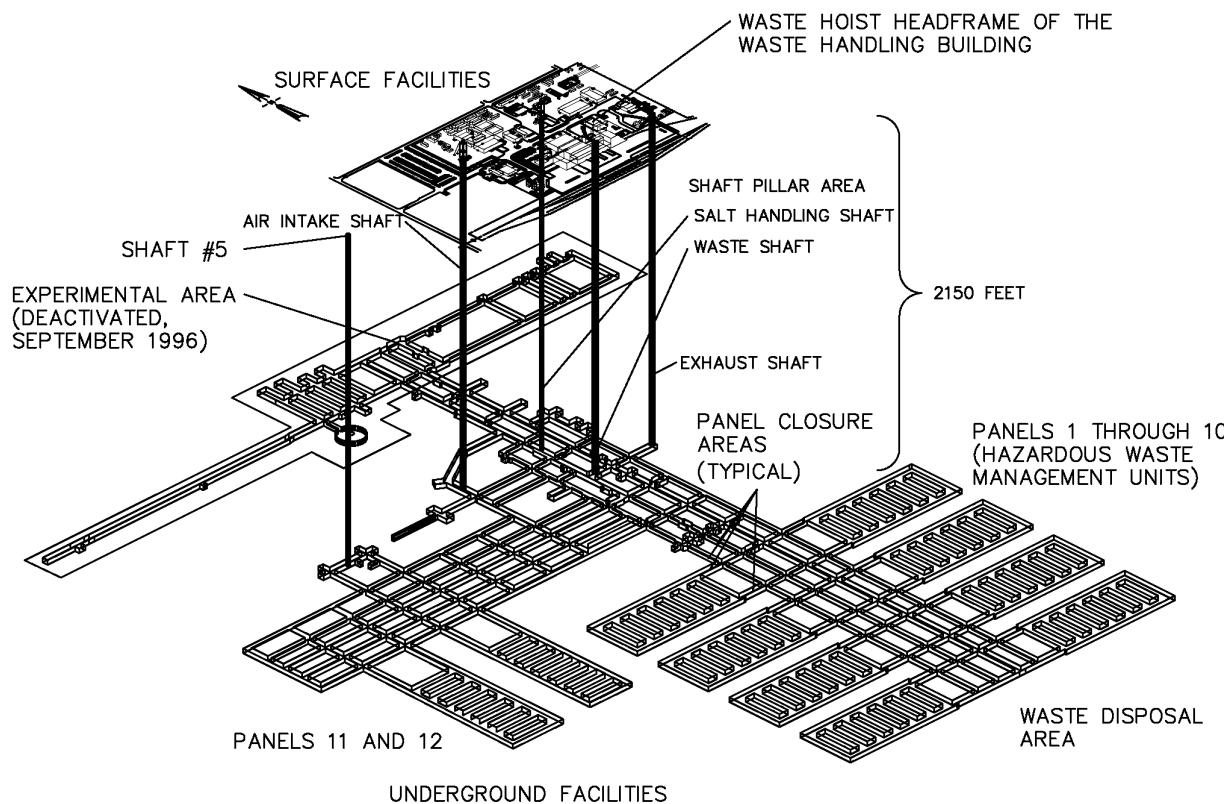 WASTE HOIST HEADFRAME OF THE
WASTE HANDLING BUILDING
SURFACE FACILITIES
SHAFT PILLAR AREA
AIR INTAKE SHAFT
SALT HANDLING SHAFT
SHAFT #5
WASTE SHAFT
EXPERIMENTAL AREA
(DEACTIVATED,
SEPTEMBER 1996)
2150 FEET
EXHAUST SHAFT
PANEL CLOSURE
AREAS
(TYPICAL)
PANELS 1 THROUGH 10
(HAZARDOUS WASTE
MANAGEMENT UNITS)
WASTE DISPOSAL
AREA
PANELS 11 AND 12
UNDERGROUND FACILITIES